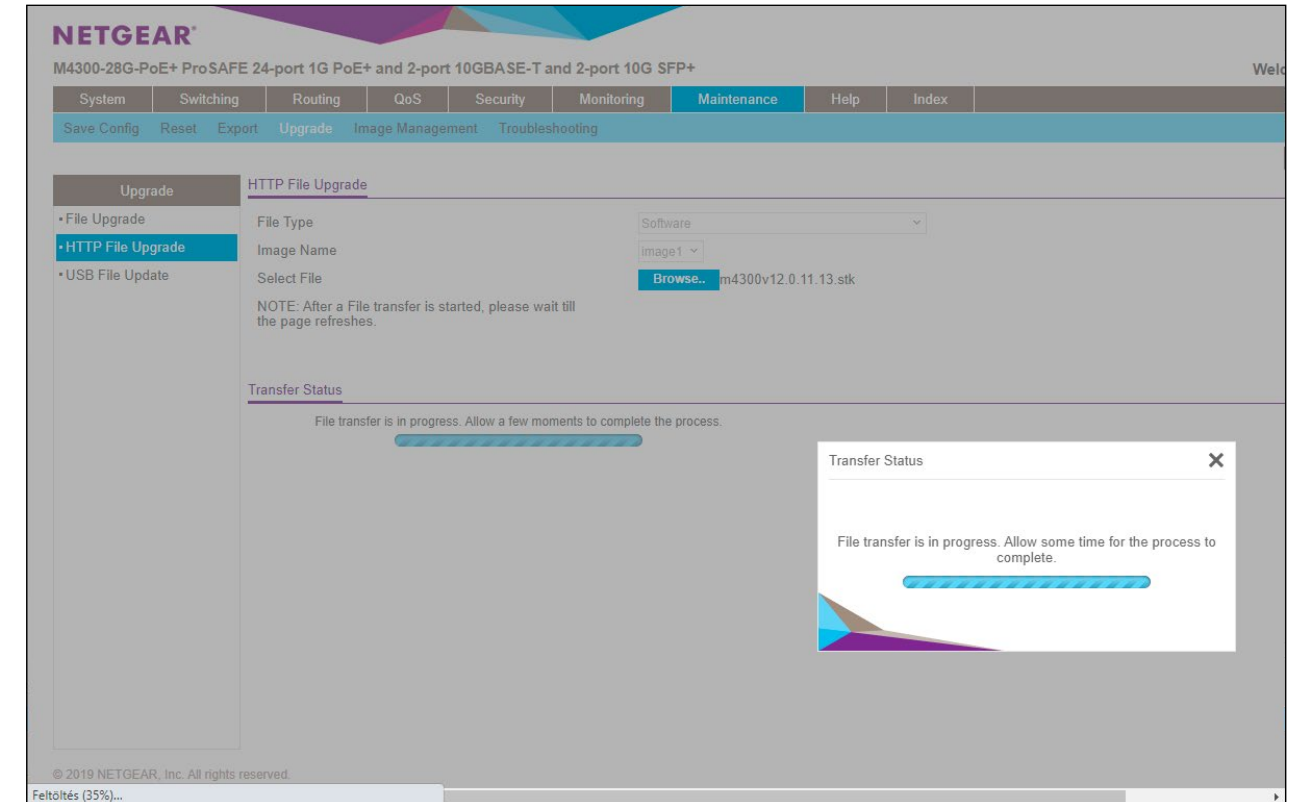 NETGEAR®
M4300-28G-PoE+ ProSAFE 24-port 1G PoE+ and 2-port 10GBASE-T and 2-port 10G SFP+
Welc
System Switching Routing QoS Security Monitoring Maintenance Help Index
Save Config Reset Export Upgrade Image Management Troubleshooting
Upgrade
•File Upgrade
•HTTP File Upgrade
•USB File Update
HTTP File Upgrade
File Type Software
Image Name image1
Select File Browse.. m4300v12.0.11.13.stk
NOTE: After a File transfer is started, please wait till
the page refreshes.
Transfer Status
File transfer is in progress. Allow a few moments to complete the process.
Transfer Status
File transfer is in progress. Allow some time for the process to
complete.
© 2019 NETGEAR, Inc. All rights reserved.
Feltöltés (35%)...